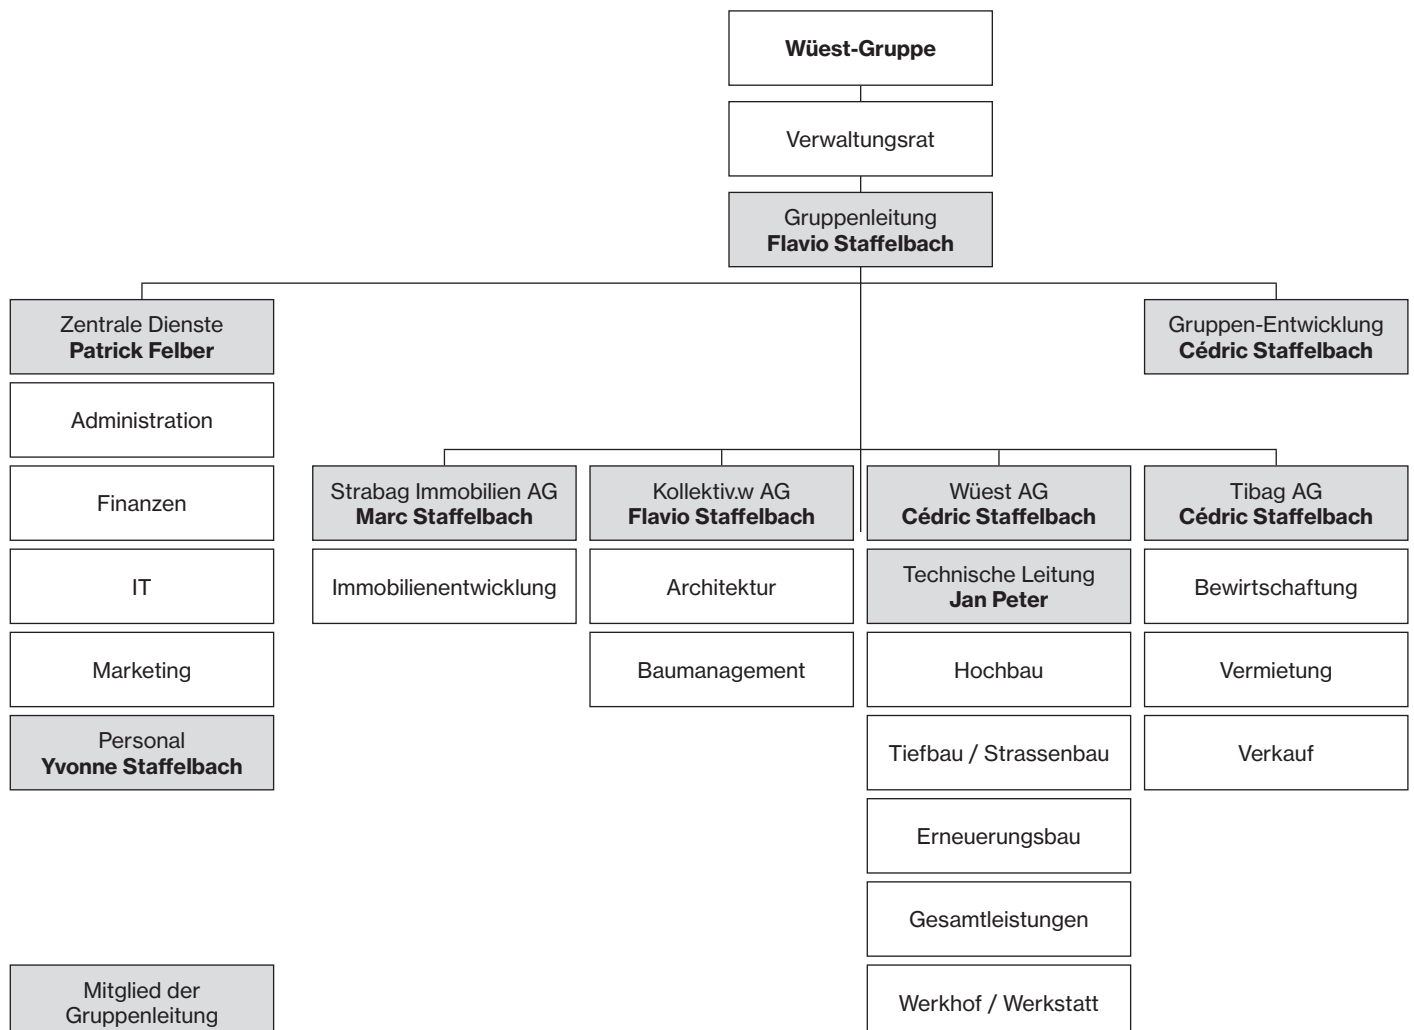 Wüest-Gruppe
Verwaltungsrat
Gruppenleitung
Flavio Staffelbach
Zentrale Dienste
Patrick Felber
Administration
Finanzen
IT
Marketing
Personal
Yvonne Staffelbach
Gruppen-Entwicklung
Cédric Staffelbach
Strabag Immobilien AG
Marc Staffelbach
Immobilienentwicklung
Kollektiv.w AG
Flavio Staffelbach
Architektur
Baumanagement
Wüest AG
Cédric Staffelbach
Technische Leitung
Jan Peter
Hochbau
Tiefbau / Strassenbau
Erneuerungsbau
Gesamtleistungen
Werkhof / Werkstatt
Tibag AG
Cédric Staffelbach
Bewirtschaftung
Vermietung
Verkauf
Mitglied der
Gruppenleitung